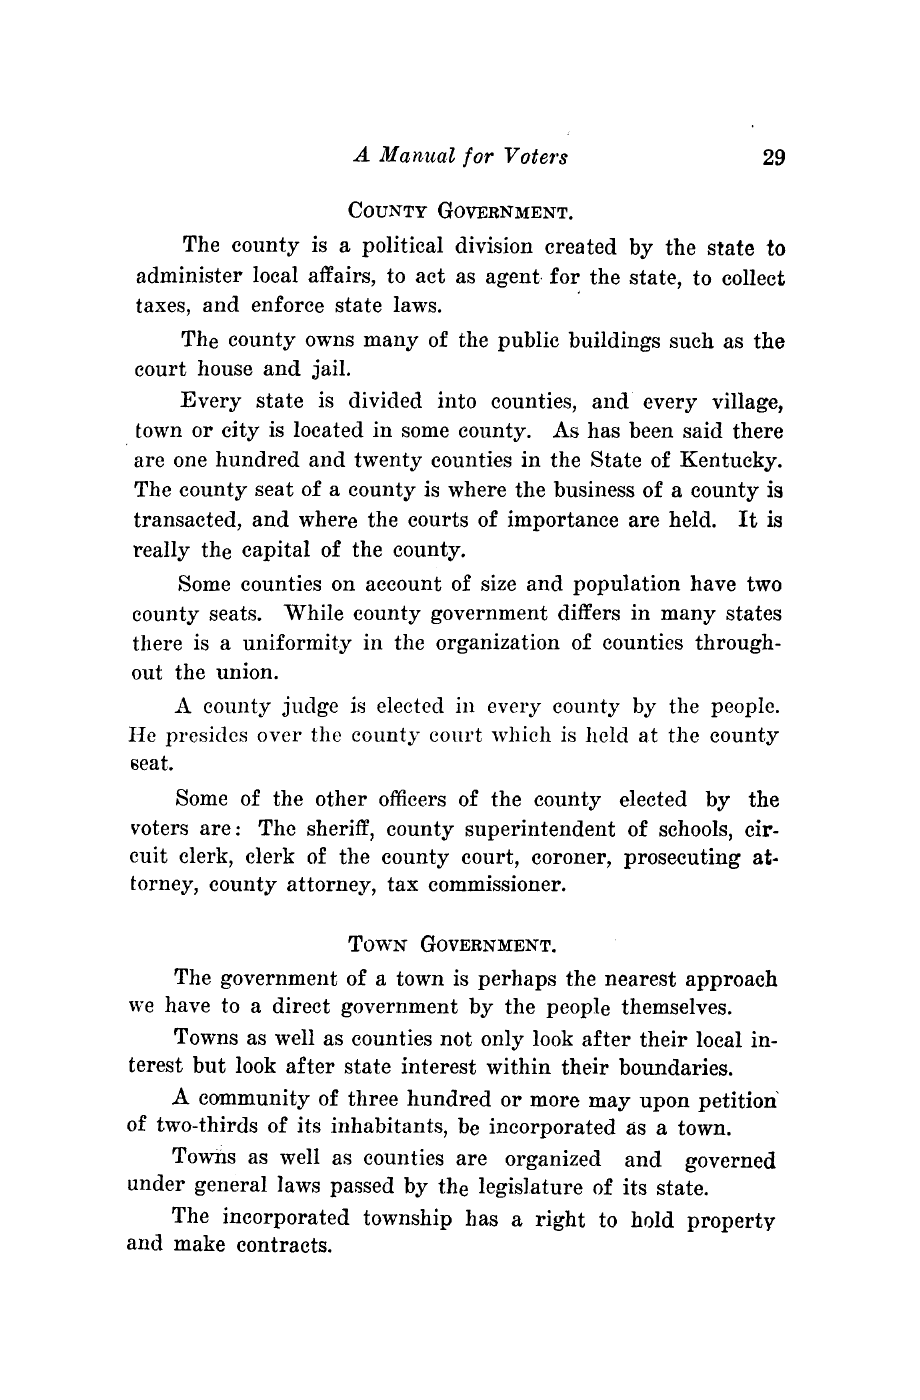 A Manual for Voters 29
COUNTY GOVERNMENT.
The county is a political division created by the state to
administer local affairs, to act as agent for the state, to collect
taxes, and enforce state laws.
The county owns many of the public buildings such as the
court house and jail.
Every state is divided into counties, and every village,
town or city is located in some county. As has been said there
are one hundred and twenty counties in the State of Kentucky.
The county seat of a county is where the business of a county is
transacted, and where the courts of importance are held. It is
really the capital of the county.
Some counties on account of size and population have two
county seats. While county government differs in many states
there is a uniformity in the organization of counties through-
out the union.
A county judge is elected in every county by the people.
He presides over the county court which is held at the county
seat.
Some of the other officers of the county elected by the
voters are: The sheriff, county superintendent of schools, cir-
cuit clerk, clerk of the county court, coroner, prosecuting at-
torney, county attorney, tax commissioner.
TOWN GOVERNMENT.
The government of a town is perhaps the nearest approach
we have to a direct government by the people themselves.
Towns as well as counties not only look after their local in-
terest but look after state interest within their boundaries.
A community of three hundred or more may upon petition
of two-thirds of its inhabitants, be incorporated as a town.
Towns as well as counties are organized and governed
under general laws passed by the legislature of its state.
The incorporated township has a right to hold property
and make contracts.